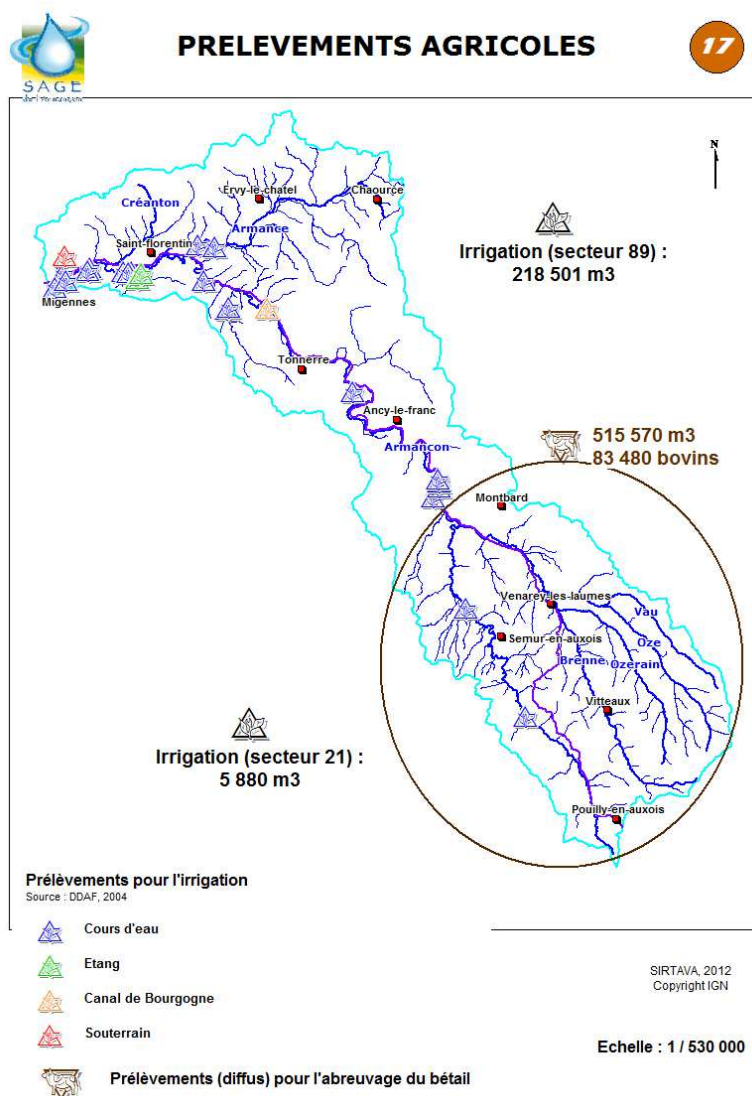 PRELEVEMENTS AGRICOLES
17
SAGE
de l'Armançon
N
Ervy-le-chatel
Chaource
Créanton
Armance
Saint-florentin
Irrigation (secteur 89) :
218 501 m3
Migennes
Tonnerre
Ancy-le-franc
515 570 m3
83 480 bovins
Armancon
Montbard
Venarey-les-laumes
Vau
Semur-en-auxois
Oze
Brenne
Ozerain
Vitteaux
Irrigation (secteur 21) :
5 880 m3
Pouilly-en-auxois
Prélèvements pour l'irrigation
Source : DDAF, 2004
Cours d'eau
Etang
Canal de Bourgogne
Souterrain
Prélèvements (diffus) pour l'abreuvage du bétail
SIRTAVA, 2012
Copyright IGN
Echelle : 1 / 530 000